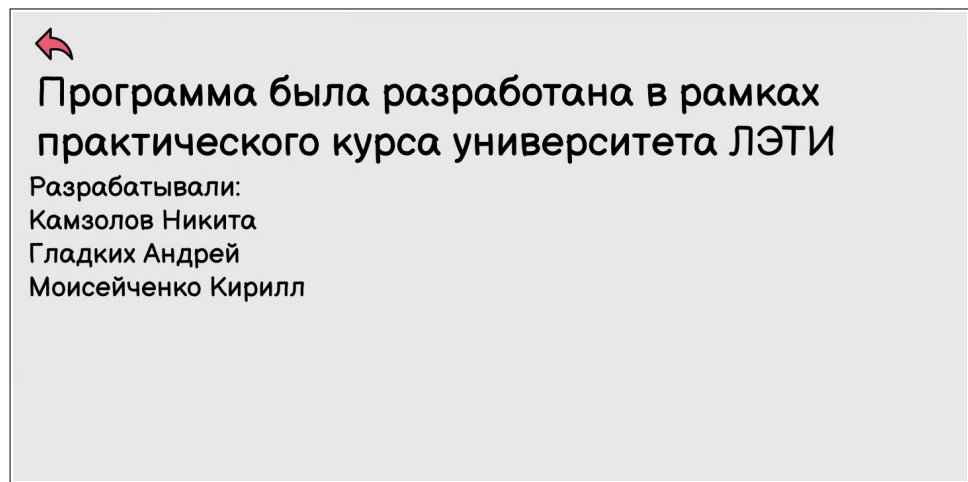 Программа была разработана в рамках
практического курса университета ЛЭТИ
Разрабатывали:
Камзолов Никита
Гладких Андрей
Моисейченко Кирилл